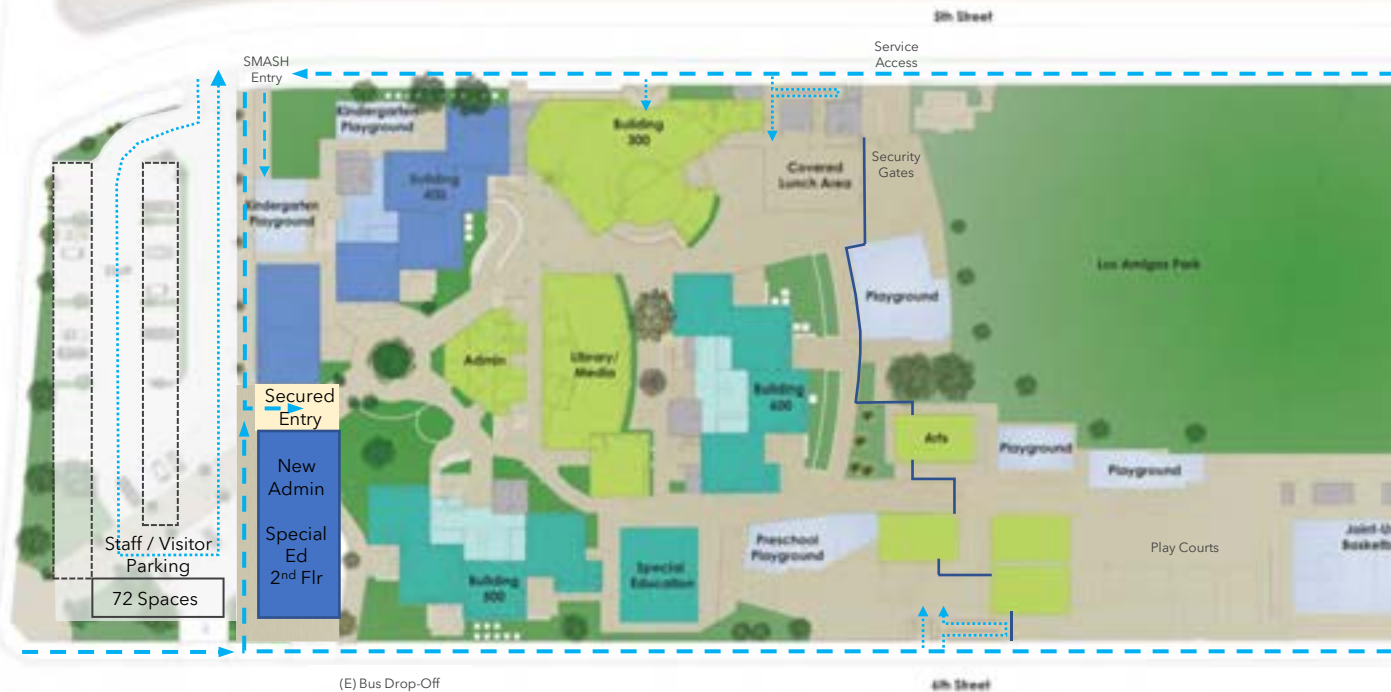 5th Street
Service
Access
SMASH
Entry
Kindergarten
Playground
Building
300
Covered
Lunch Area
Security
Gates
Building
Kindergarten
Playground
Los Amigos Park
Playground
Admin
Library/
Media
Building
600
Secured
Entry
Arts
Playground
Playground
New
Admin
Special
Ed
2nd Flr
Staff / Visitor
Parking
72 Spaces
Preschool
Playground
Play Courts
Building
500
Special
Education
(E) Bus Drop-Off
6th Street